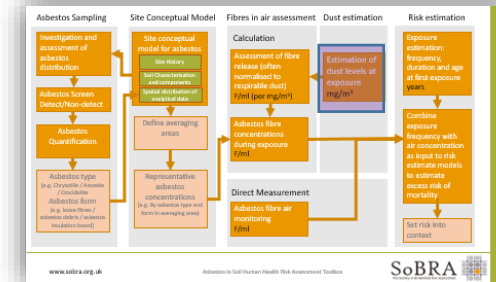 Asbestos Sampling
Site Conceptual Model
Fibres in air assessment
Dust estimation
Risk estimation
Investigation and
assessment of
asbestos
distribution
Asbestos Screen
Detect/Non-detect
Asbestos
Quantification
Asbestos type
(e.g. Chrysotile / Amosite
/ Crocidolite)
Asbestos form
(e.g. loose fibres /
asbestos debris / asbestos
insulation board)
Site conceptual
model for asbestos
Site history
Soil Characterisation
and components
Spatial distribution of
analytical data
Define averaging
areas
Representative
asbestos
concentrations
(e.g. By asbestos type and
form in averaging area)
Calculation
Assessment of fibre
release (often
normalised to
respirable dust)
F/ml (per mg/m³)
Asbestos fibre
concentrations
during exposure
F/ml
Direct Measurement
Asbestos fibre air
monitoring
F/ml
Estimation of
dust levels at
exposure
mg/m³
Exposure
estimation:
frequency,
duration and age
at first exposure
years
Combine
exposure
frequency with
air concentration
as input to risk
estimate models
to estimate
excess risk of
mortality
Set risk into
context
www.sobra.org.uk
Asbestos in Soil Human Health Risk Assessment Toolbox
SoBRA